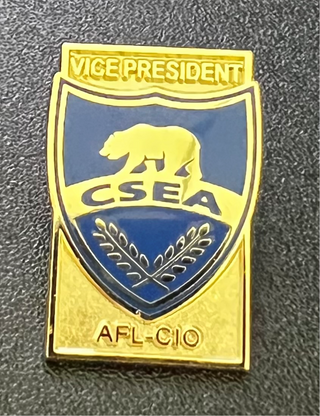 VICE PRESIDENT
CSEA
AFL-CIO